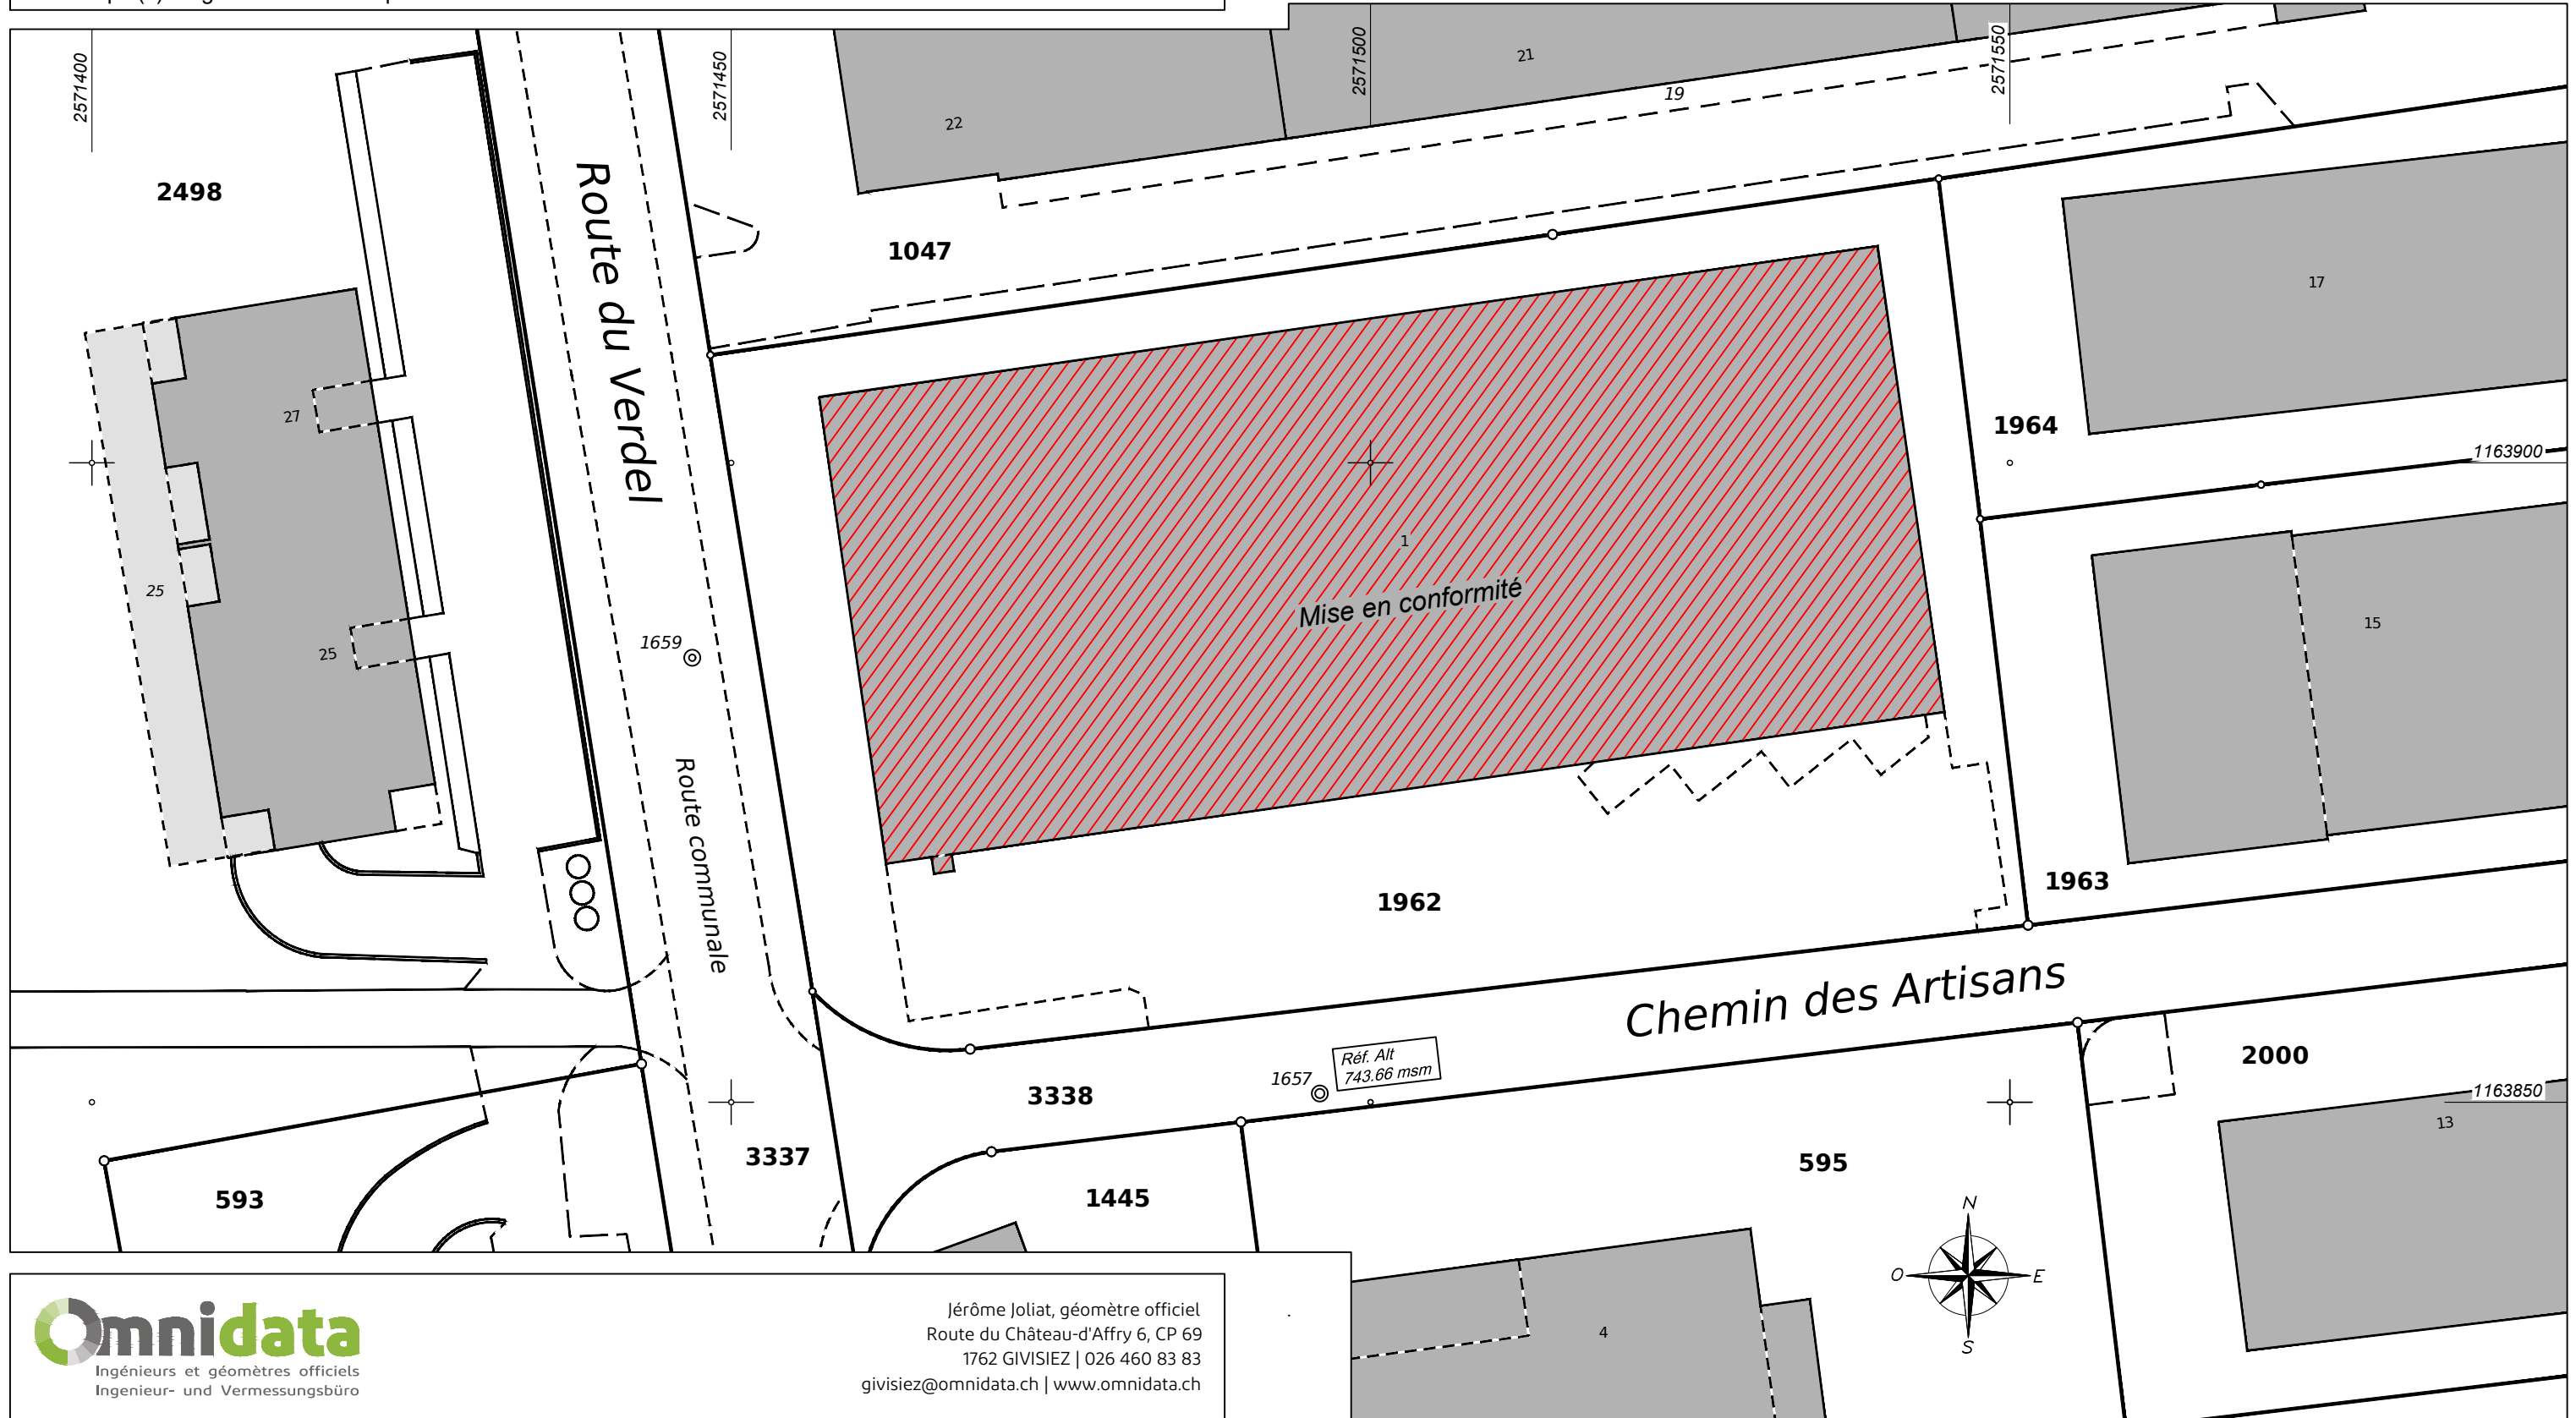 2571400
2571450
2571500
2571550
21
19
22
2498
Route du Verdel
1047
17
27
1964
1163900
1
Mise en conformité
25
15
1659
25
Route communale
1962
1963
Chemin des Artisans
Réf. Alt
743.66 msm
1657
3338
2000
1163850
13
3337
595
593
1445
N
O
E
S
4
Omnidata
Ingénieurs et géomètres officiels
Ingenieur- und Vermessungsbüro
Jérôme Joliat, géomètre officiel
Route du Château-d'Affry 6, CP 69
1762 GIVISIEZ | 026 460 83 83
givisiez@omnidata.ch | www.omnidata.ch